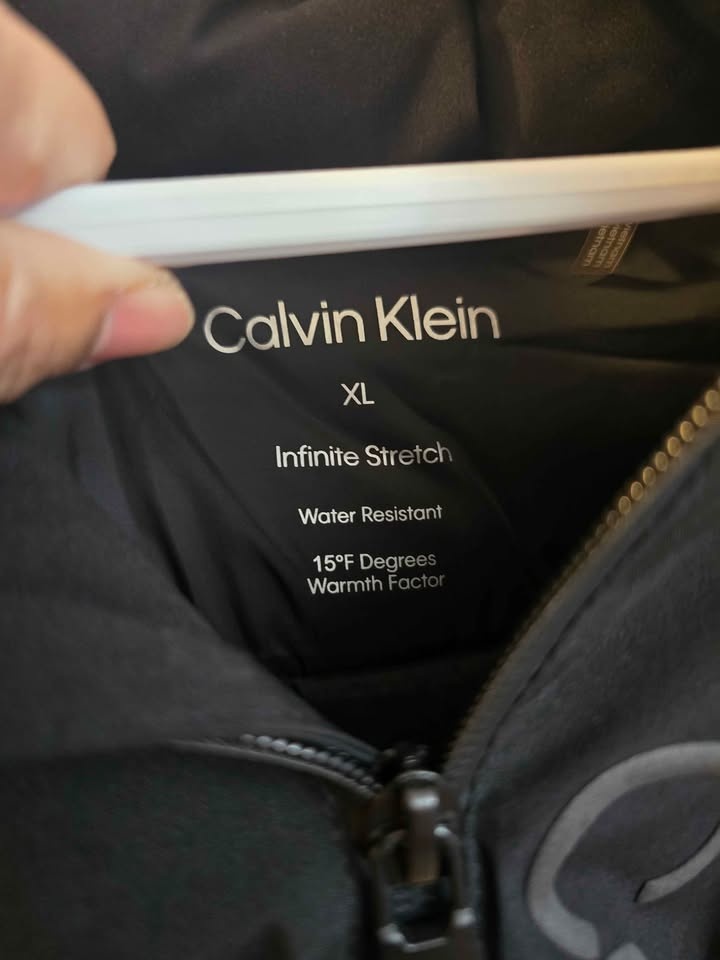 Calvin Klein
XL
Infinite Stretch
Water Resistant
15°F Degrees
Warmth Factor